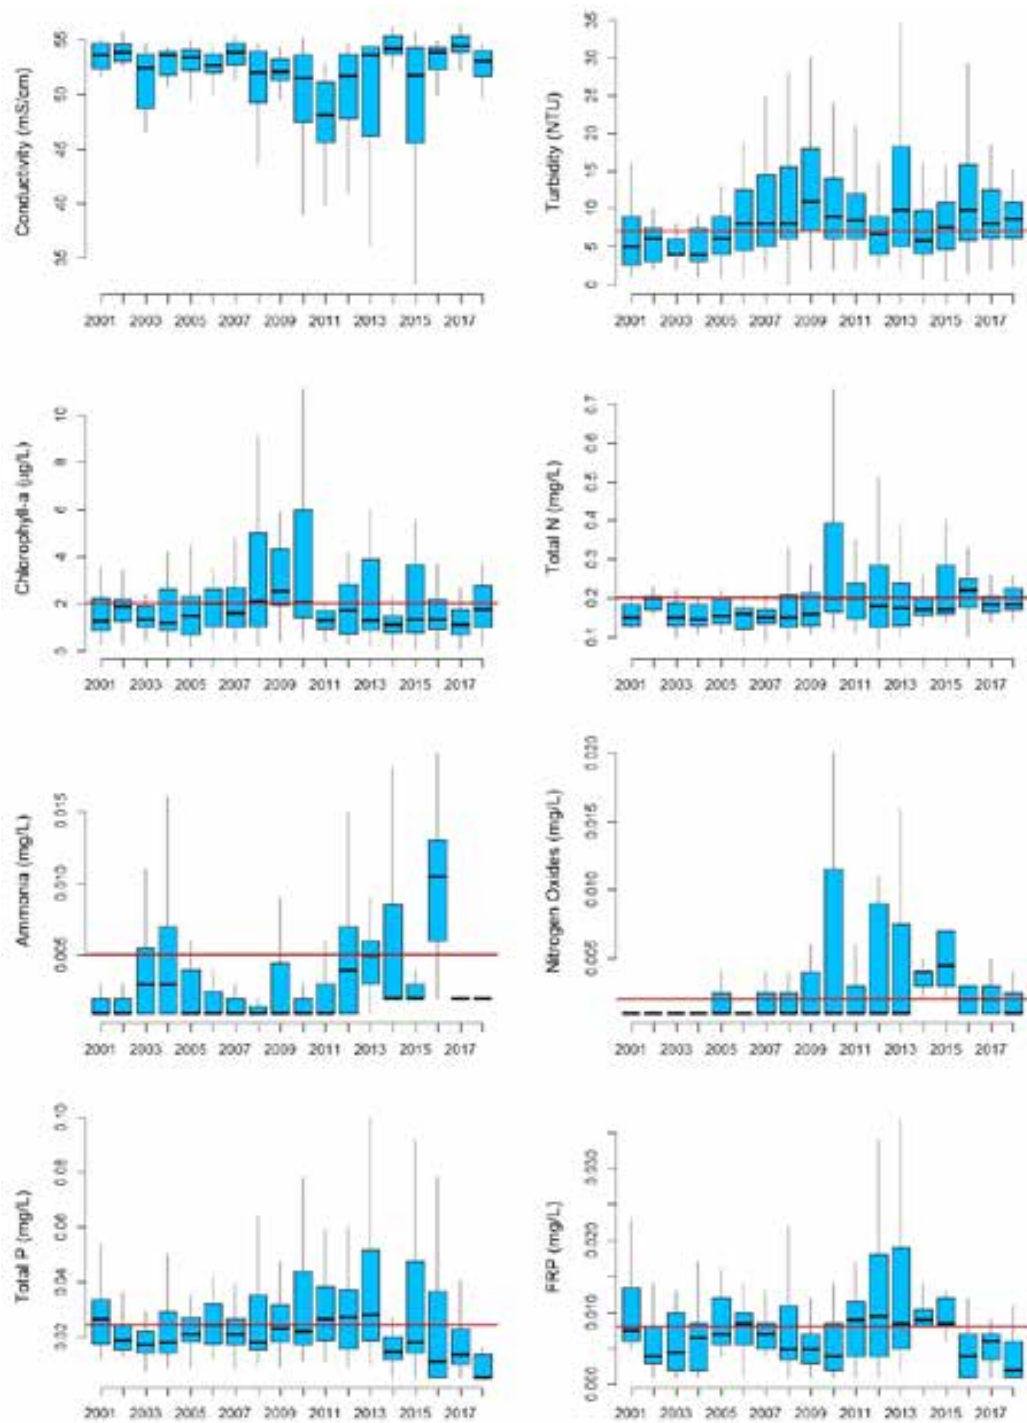 Conductivity (mS/cm)
55
50
45
40
35
2001 2003 2005 2007 2009 2011 2013 2015 2017
Turbidity (NTU)
35
30
25
20
15
10
5
0
2001 2003 2005 2007 2009 2011 2013 2015 2017
Chlorophyll-a (µg/L)
10
8
6
4
2
0
2001 2003 2005 2007 2009 2011 2013 2015 2017
Total N (mg/L)
0.7
0.6
0.5
0.4
0.3
0.2
0.1
2001 2003 2005 2007 2009 2011 2013 2015 2017
Ammonia (mg/L)
0.015
0.010
0.005
2001 2003 2005 2007 2009 2011 2013 2015 2017
Nitrogen Oxides (mg/L)
0.020
0.015
0.010
0.005
2001 2003 2005 2007 2009 2011 2013 2015 2017
Total P (mg/L)
0.10
0.08
0.06
0.04
0.02
2001 2003 2005 2007 2009 2011 2013 2015 2017
FRP (mg/L)
0.030
0.020
0.010
0.000
2001 2003 2005 2007 2009 2011 2013 2015 2017